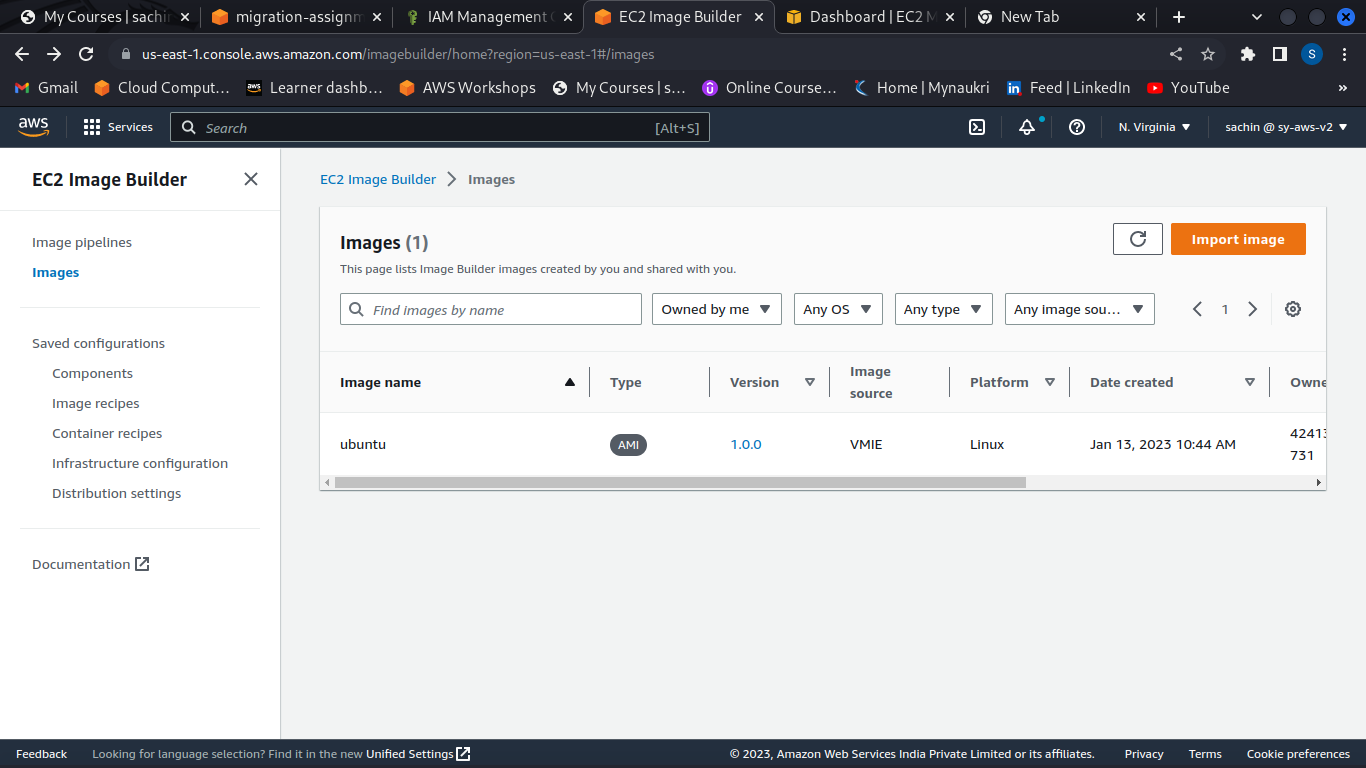 My Courses | sachin
migration-assignm
IAM Management C
EC2 Image Builder
Dashboard | EC2 M
New Tab
us-east-1.console.aws.amazon.com/imagebuilder/home?region=us-east-1#/images
S
Gmail
Cloud Comput…
aws
Learner dashb…
AWS Workshops
My Courses | s…
Online Course…
Home | Mynaukri
Feed | LinkedIn
YouTube
»
aws
Services
Search
[Alt+S]
N. Virginia
sachin @ sy-aws-v2
EC2 Image Builder
Image pipelines
Images
Saved configurations
Components
Image recipes
Container recipes
Infrastructure configuration
Distribution settings
Documentation
EC2 Image Builder > Images
Images (1)
Import image
This page lists Image Builder images created by you and shared with you.
Find images by name
Owned by me
Any OS
Any type
Any image sou…
1
Image name
Type
Version
Image
source
Platform
Date created
Owne
ubuntu
AMI
1.0.0
VMIE
Linux
Jan 13, 2023 10:44 AM
42413
731
Feedback
Looking for language selection? Find it in the new Unified Settings
© 2023, Amazon Web Services India Private Limited or its affiliates.
Privacy
Terms
Cookie preferences